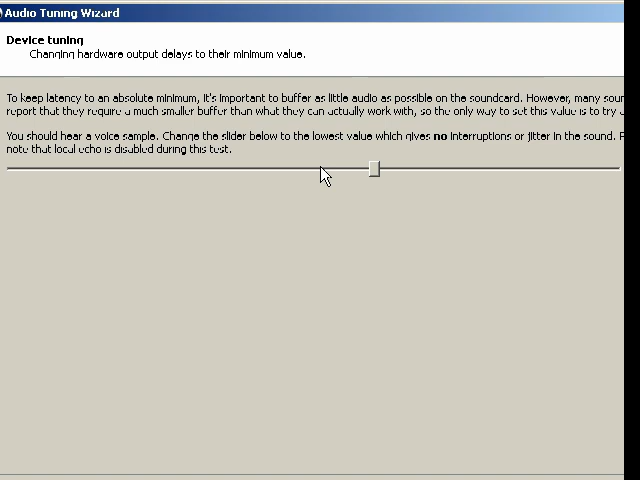 Audio Tuning Wizard
Device tuning
Changing hardware output delays to their minimum value.
To keep latency to an absolute minimum, it's important to buffer as little audio as possible on the soundcard. However, many
report that they require a much smaller buffer than what they can actually work with, so the only way to set this value is to try
You should hear a voice sample. Change the slider below to the lowest value which gives no interruptions or jitter in the sound.
note that local echo is disabled during this test.